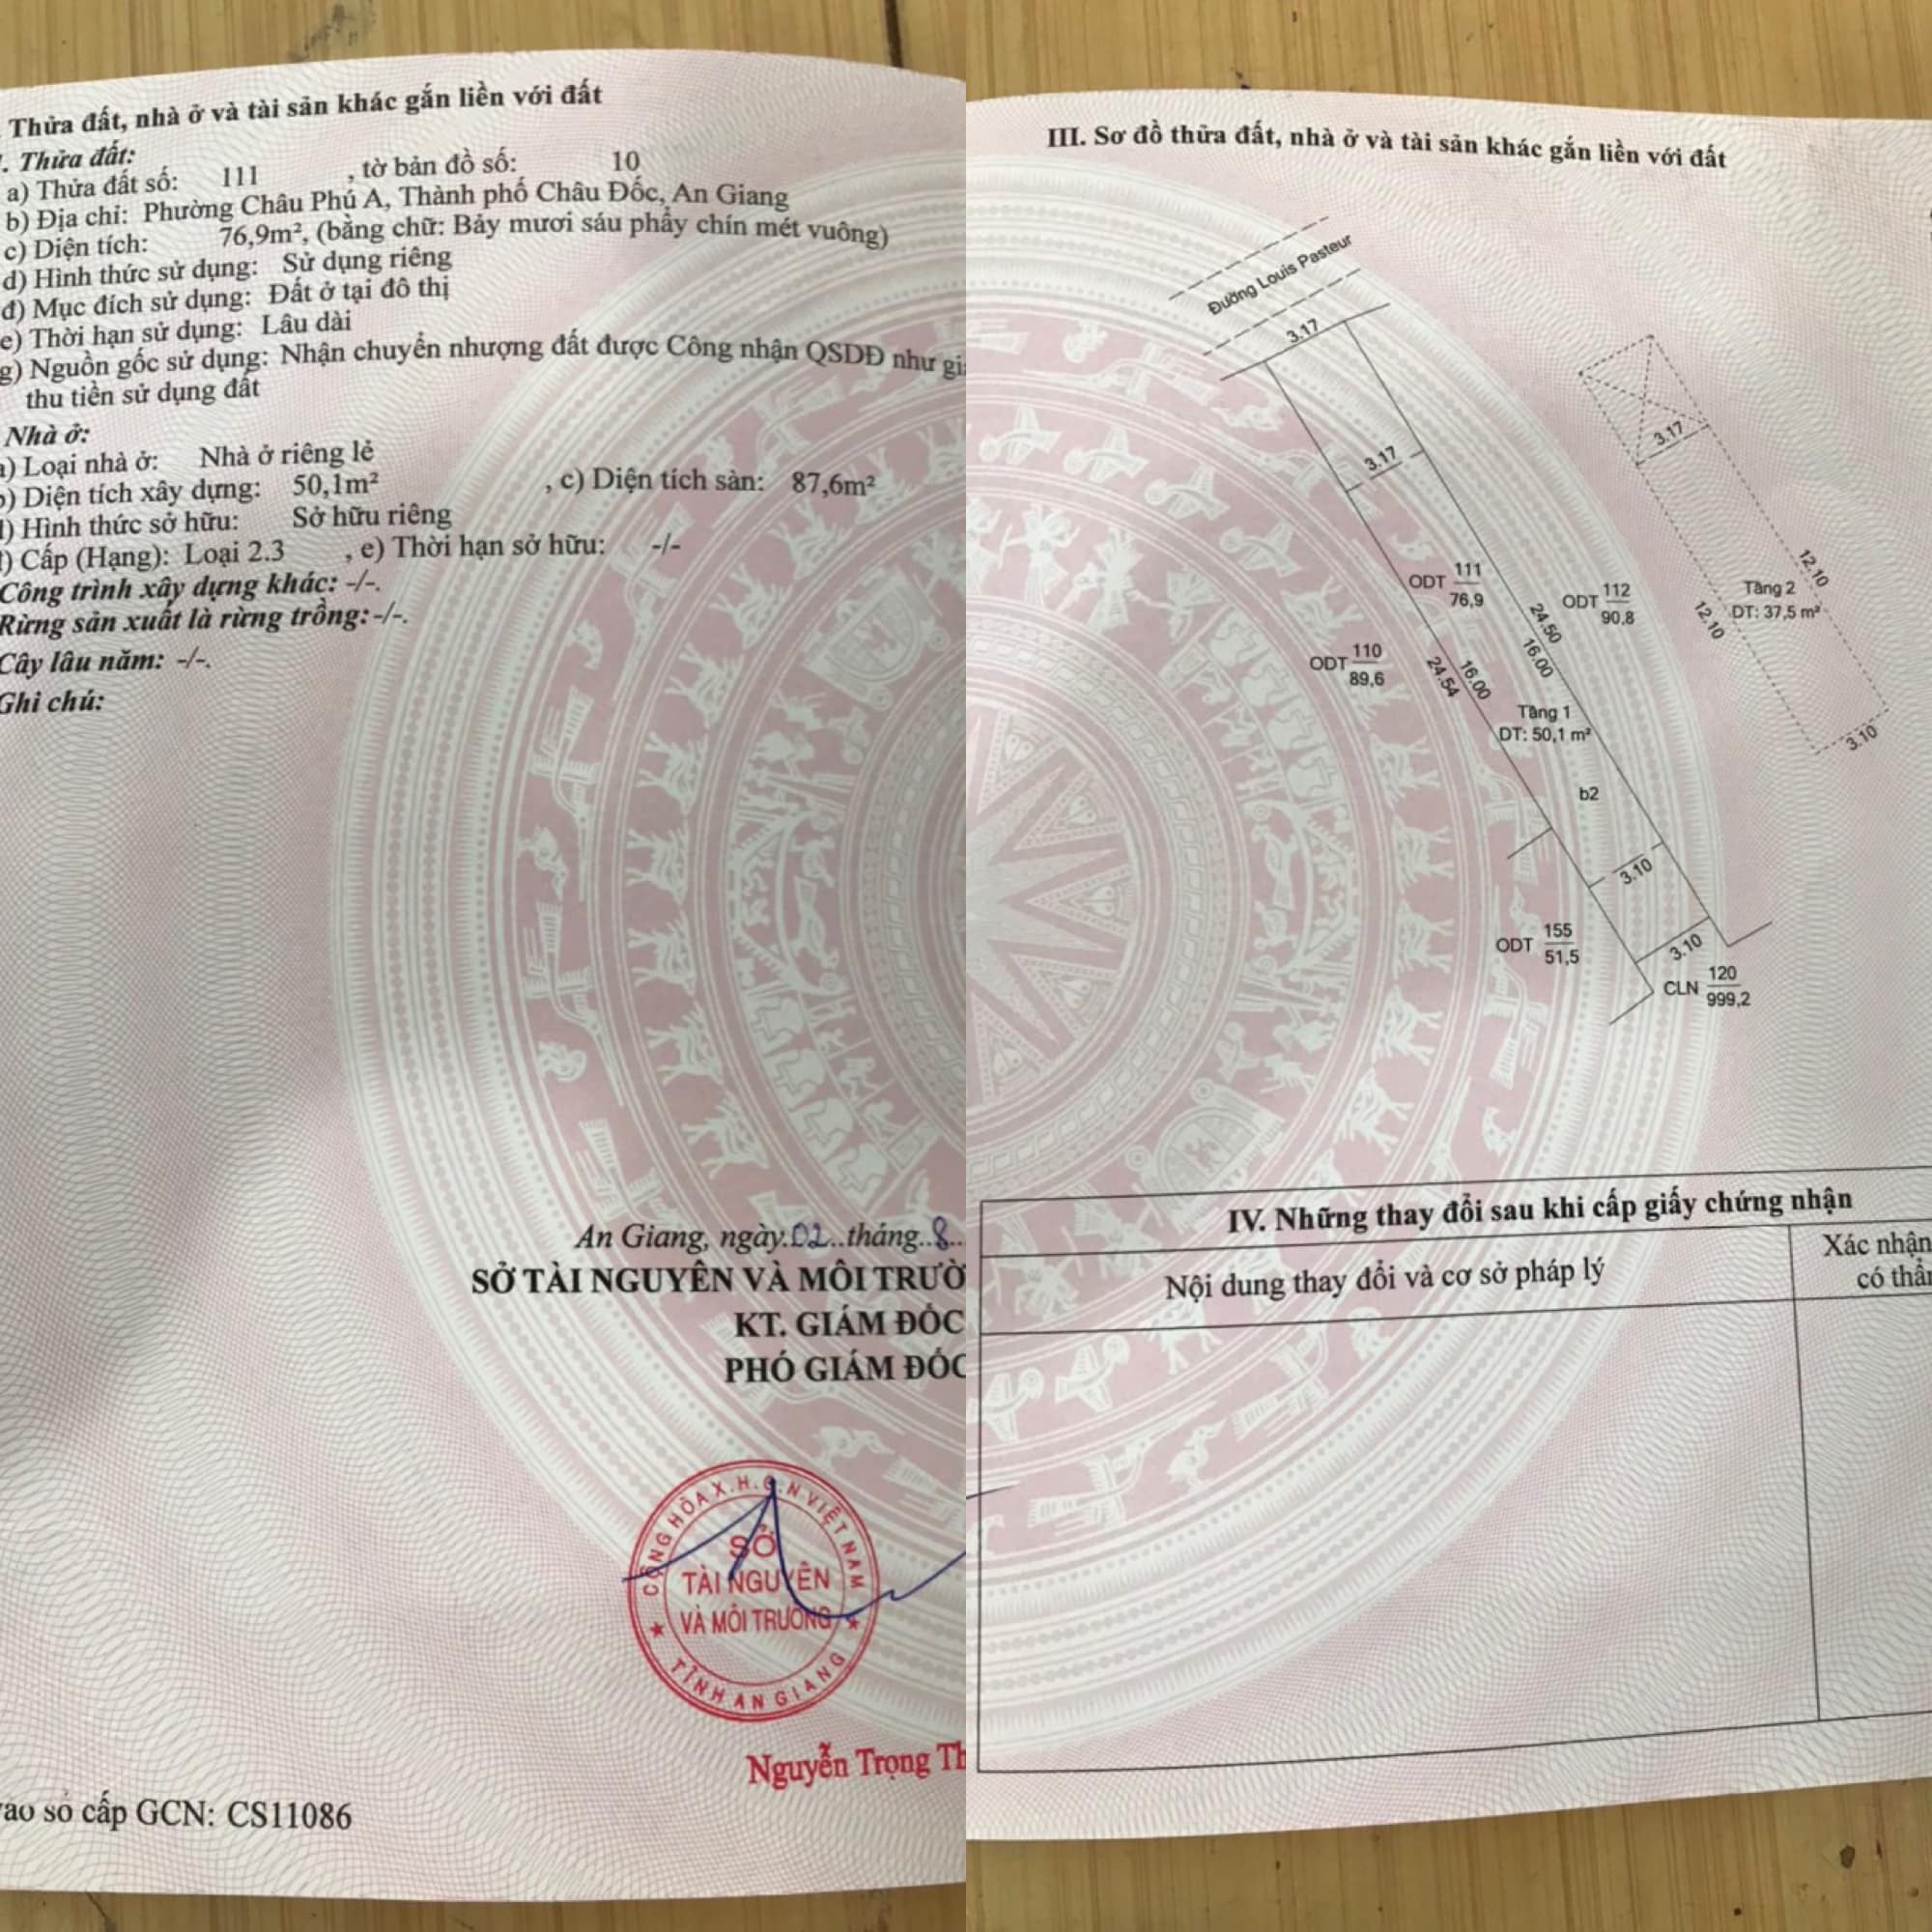 Thửa đất, nhà ở và tài sản khác gắn liền với đất
. Thửa đất:
a) Thửa đất số: 111 , tờ bản đồ số: 10
b) Địa chỉ: Phường Châu Phú A, Thành phố Châu Đốc, An Giang
c) Diện tích: 76,9m², (bằng chữ: Bảy mươi sáu phẩy chín mét vuông)
d) Hình thức sử dụng: Sử dụng riêng
đ) Mục đích sử dụng: Đất ở tại đô thị
e) Thời hạn sử dụng: Lâu dài
g) Nguồn gốc sử dụng: Nhận chuyển nhượng đất được Công nhận QSDĐ như
thu tiền sử dụng đất
Nhà ở:
) Loại nhà ở: Nhà ở riêng lẻ
) Diện tích xây dựng: 50,1m² , c) Diện tích sàn: 87,6m²
) Hình thức sở hữu: Sở hữu riêng
) Cấp (Hạng): Loại 2.3 , e) Thời hạn sở hữu: -/-
Công trình xây dựng khác: -/-.
Rừng sản xuất là rừng trồng: -/-.
Cây lâu năm: -/-.
Ghi chú:
An Giang, ngày.02..tháng..8..
SỞ TÀI NGUYÊN VÀ MÔI
KT. GIÁM ĐỐC
PHÓ GIÁM ĐỐC
CỘNG HÒA X.H.C.N VIỆT NAM
SỞ
TÀI NGUYÊN
VÀ MÔI TRƯỜNG
TỈNH AN GIANG
Nguyễn Trọng
sổ cấp GCN: CS11086
III. Sơ đồ thửa đất, nhà ở và tài sản khác gắn liền với đất
Đường Louis Pasteur
3.17
3.17
3.17
ODT 111
76,9
ODT 112
90,8
24.50
16.00
ODT 110
89,6
24.54
16.00
Tầng 1
DT: 50,1 m²
b2
12.10
Tầng 2
DT: 37,5 m²
12.10
3.10
3.10
3.10
ODT 155
51,5
CLN 120
999,2
IV. Những thay đổi sau khi cấp giấy chứng nhận
Nội dung thay đổi và cơ sở pháp lý
Xác nhận
có